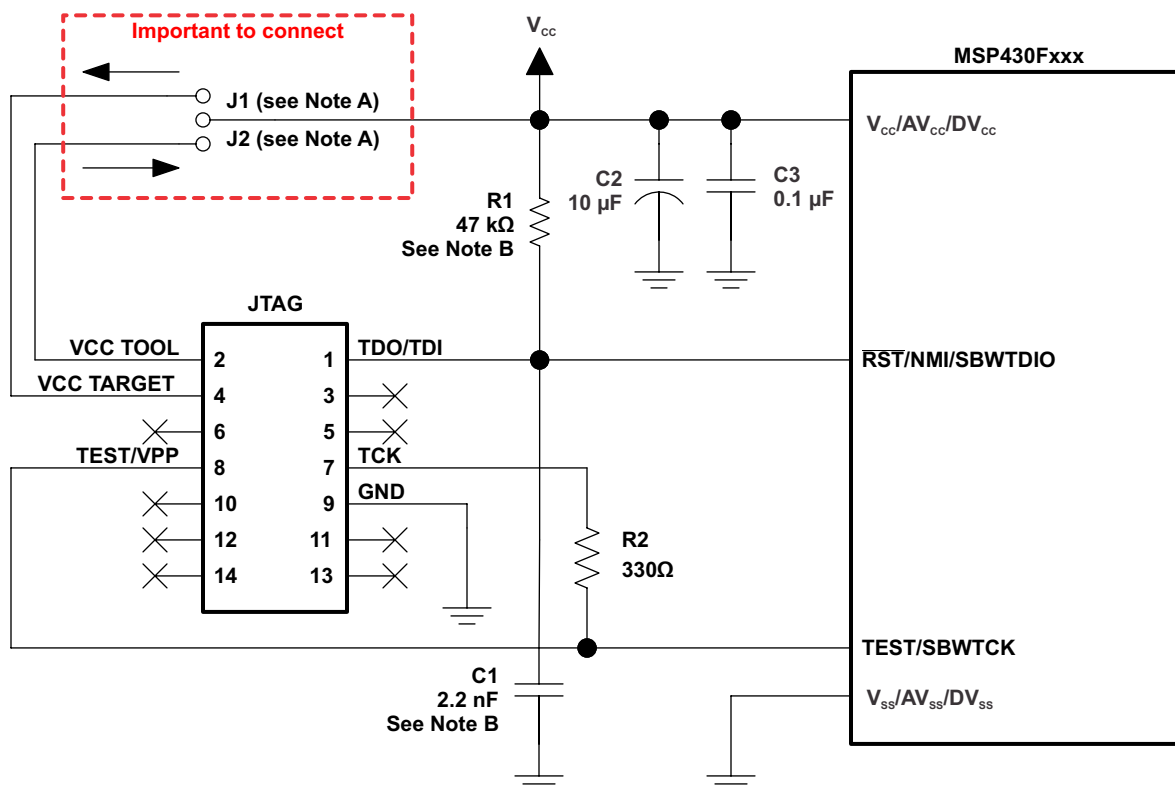 Important to connect
J1 (see Note A)
J2 (see Note A)
VCC
MSP430Fxxx
VCC/AVCC/DVCC
C2
10 µF
C3
0.1 µF
R1
47 kΩ
See Note B
JTAG
VCC TOOL
2
1
TDO/TDI
RST/NMI/SBWTDIO
VCC TARGET
4
3
6
5
TEST/VPP
8
7
TCK
10
9
GND
12
11
14
13
R2
330Ω
TEST/SBWTCK
C1
2.2 nF
See Note B
VSS/AVSS/DVSS